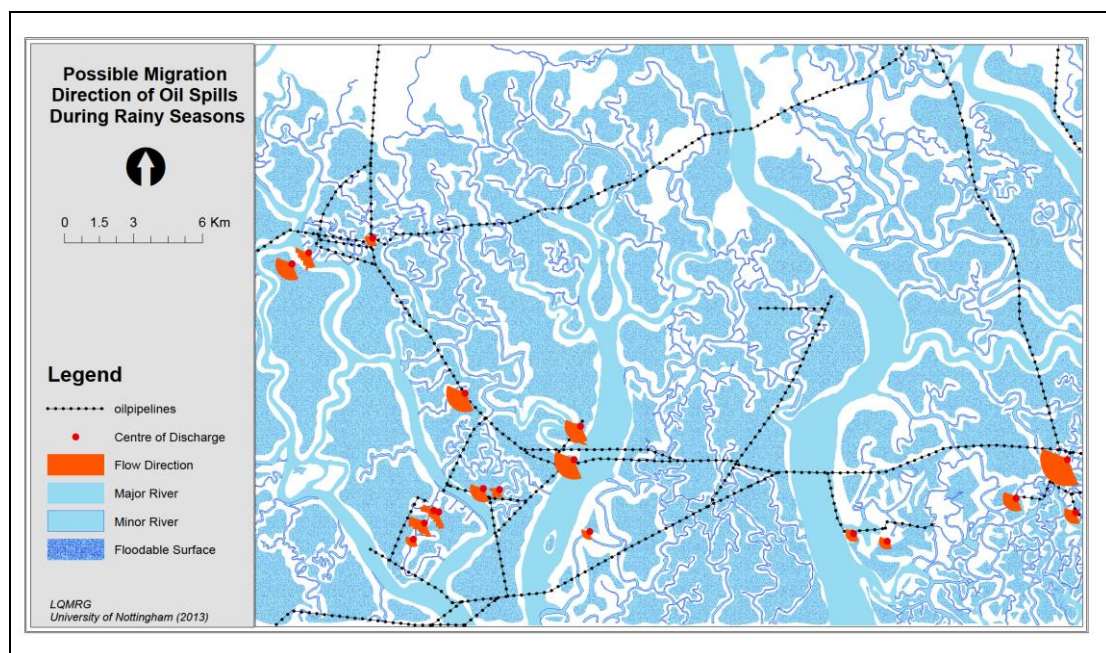 Possible Migration
Direction of Oil Spills
During Rainy Seasons
0 1.5 3 6 Km
Legend
oilpipelines
Centre of Discharge
Flow Direction
Major River
Minor River
Floodable Surface
LQMRG
University of Nottingham (2013)